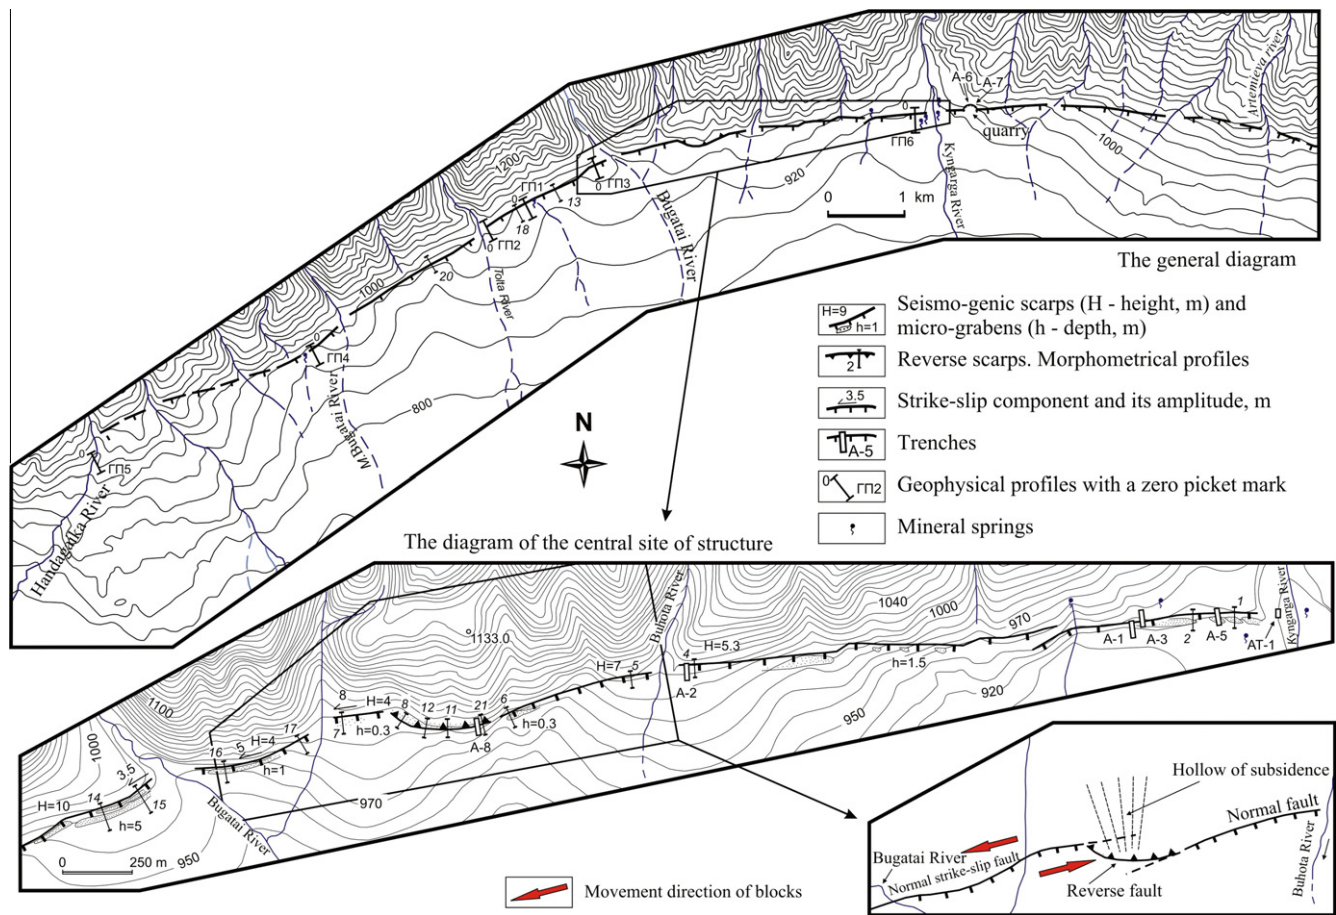 A-6
A-7
Artemieva river
quarry
Kyngarga River
ГП6
0
1000
920
0 1 km
1200
ГП1
0
ГП3
0
13
18
ГП2
0
Bugatai River
Tolta River
20
1000
0
ГП4
M.Bugatai River
800
0
ГП5
Handagaika River
N
The general diagram
H=9
h=1
Seismo-genic scarps (H - height, m) and
micro-grabens (h - depth, m)
2
Reverse scarps. Morphometrical profiles
3.5
Strike-slip component and its amplitude, m
A-5
Trenches
0 ГП2
Geophysical profiles with a zero picket mark
Mineral springs
The diagram of the central site of structure
Buhota River
1040
1000
970
Kyngarga River
1133.0
H=5.3
4
A-2
h=1.5
A-1
A-3
2
A-5
1
AT-1
920
950
1100
H=7
5
8
H=4
8
12
11
21
6
7
h=0.3
A-8
h=0.3
1000
16
5
H=4
17
h=1
3.5
H=10
14
h=5
15
Bugatai River
970
950
0 250 m
Hollow of subsidence
Normal fault
Bugatai River
Normal strike-slip fault
Reverse fault
Buhota River
Movement direction of blocks